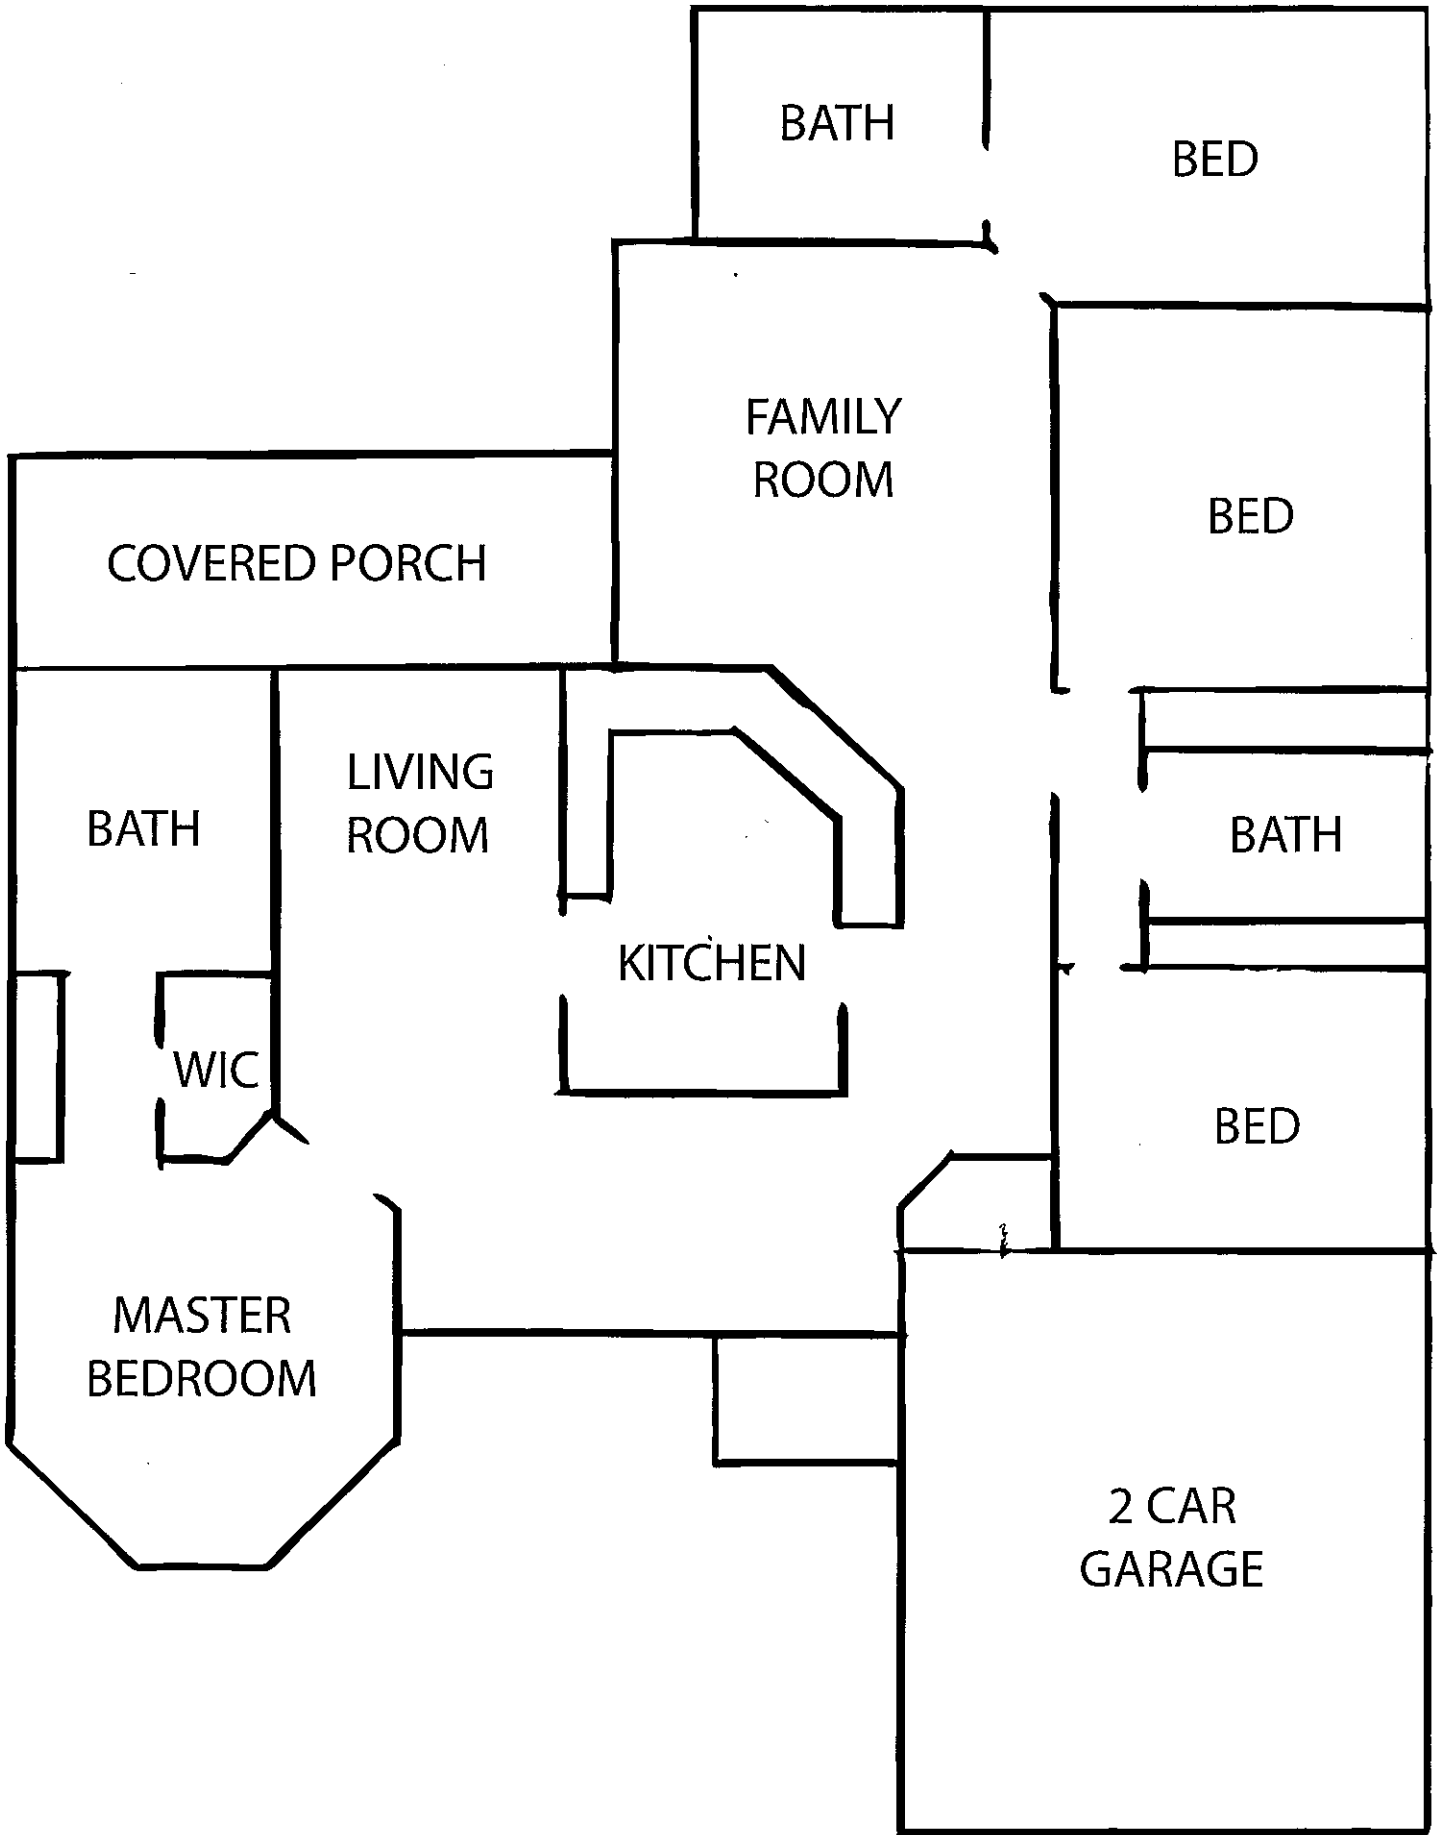 BATH
BED
FAMILY
ROOM
BED
COVERED PORCH
LIVING
ROOM
BATH
BATH
KITCHEN
WIC
BED
MASTER
BEDROOM
2 CAR
GARAGE